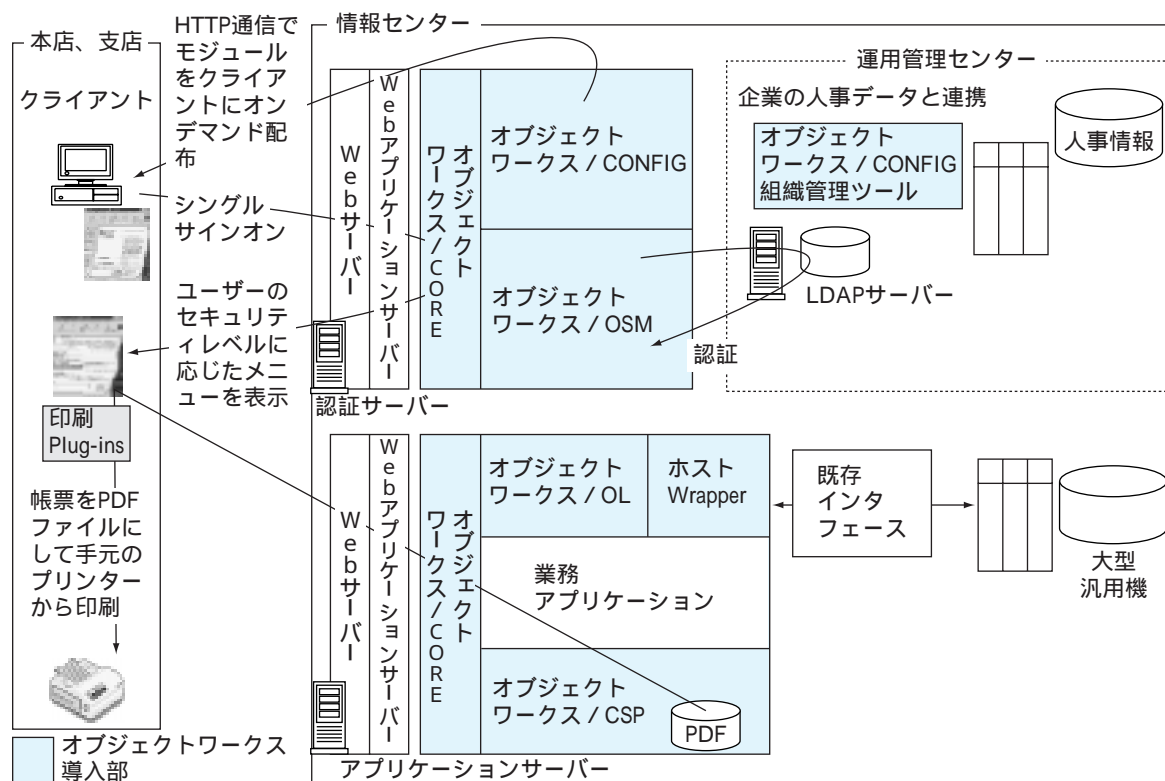 本店、支店
クライアント
HTTP通信で
モジュール
をクライア
ントにオン
デマンド配
布
シングル
サインオン
ユーザーの
セキュリテ
ィレベルに
応じたメニ
ューを表示
印刷
Plug-ins
帳票をPDF
ファイルに
して手元の
プリンター
から印刷
オブジェクトワークス
導入部
情報センター
Webサーバー
Webアプリケーションサーバー
オブジェクト
ワークス/CORE
オブジェクト
ワークス / CONFIG
オブジェクト
ワークス / OSM
認証サーバー
運用管理センター
企業の人事データと連携
オブジェクト
ワークス / CONFIG
組織管理ツール
人事情報
LDAPサーバー
認証
Webサーバー
Webアプリケーションサーバー
オブジェクト
ワークス/CORE
オブジェクト
ワークス / OL
ホスト
Wrapper
業務
アプリケーション
オブジェクト
ワークス / CSP
PDF
アプリケーションサーバー
既存
インタ
フェース
大型
汎用機